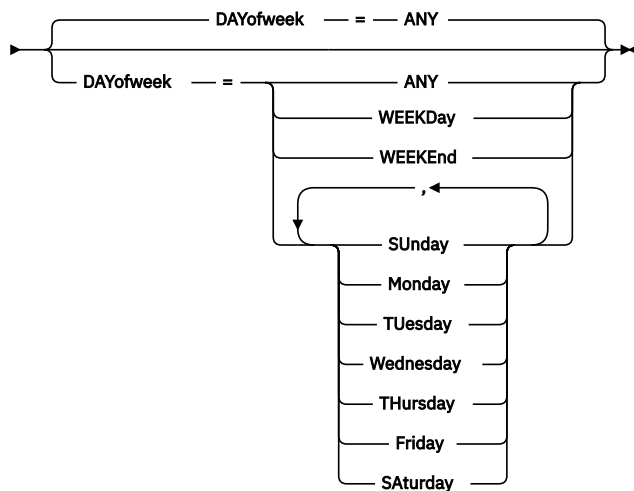 DAYofweek = ANY
DAYofweek = ANY
WEEKDay
WEEKEnd
,
SUnday
Monday
TUesday
Wednesday
THursday
Friday
SAturday